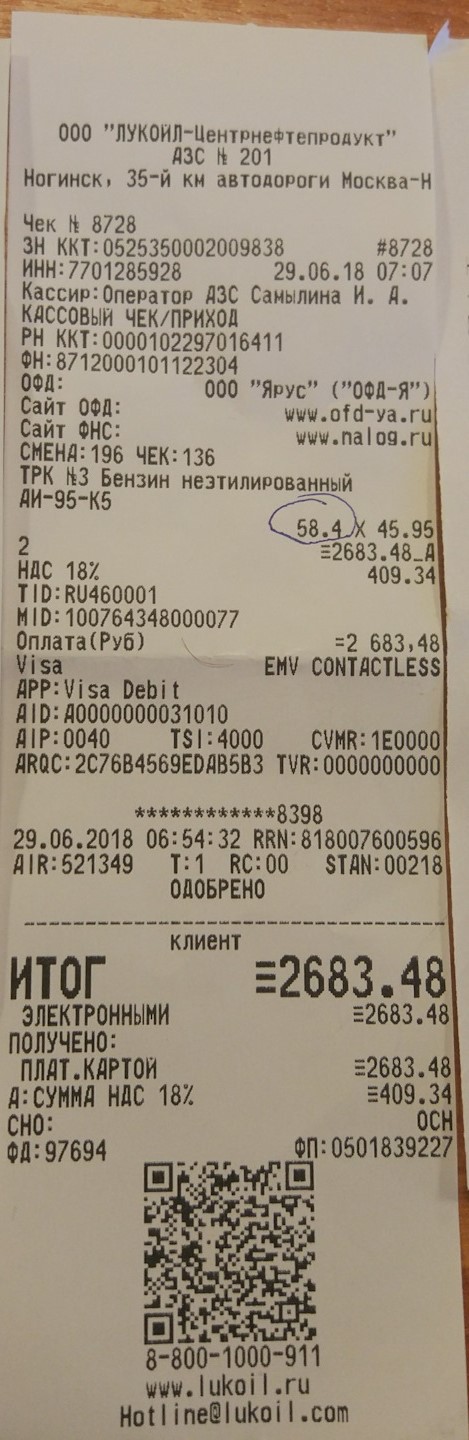 ООО "ЛУКОЙЛ-Центрнефтепродукт"
АЗС № 201
Ногинск, 35-й км автодороги Москва-Н
Чек № 8728
ЗН ККТ:0525350002009838 #8728
ИНН:7701285928 29.06.18 07:07
Кассир:Оператор АЗС Самылина И. А.
КАССОВЫЙ ЧЕК/ПРИХОД
РН ККТ:0000102297016411
ФН:8712000101122304
ОФД: ООО "Ярус" ("ОФД-Я")
Сайт ОФД: www.ofd-ya.ru
Сайт ФНС: www.nalog.ru
СМЕНА:196 ЧЕК:136
ТРК №3 Бензин неэтилированный
АИ-95-К5
58.4 X 45.95
2 ≡2683.48_А
НДС 18% 409.34
TID:RU460001
MID:100764348000077
Оплата(Руб) =2 683,48
Visa EMV CONTACTLESS
APP:Visa Debit
AID:A0000000031010
AIP:0040 TSI:4000 CVMR:1E0000
ARQC:2C76B4569EDAB5B3 TVR:0000000000
************8398
29.06.2018 06:54:32 RRN:818007600596
AIR:521349 T:1 RC:00 STAN:00218
ОДОБРЕНО
клиент
ИТОГ ≡2683.48
ЭЛЕКТРОННЫМИ ≡2683.48
ПОЛУЧЕНО:
ПЛАТ.КАРТОЙ ≡2683.48
А:СУММА НДС 18% ≡409.34
СНО: ОСН
ФД:97694 ФП:0501839227
8-800-1000-911
www.lukoil.ru
Hotline@lukoil.com